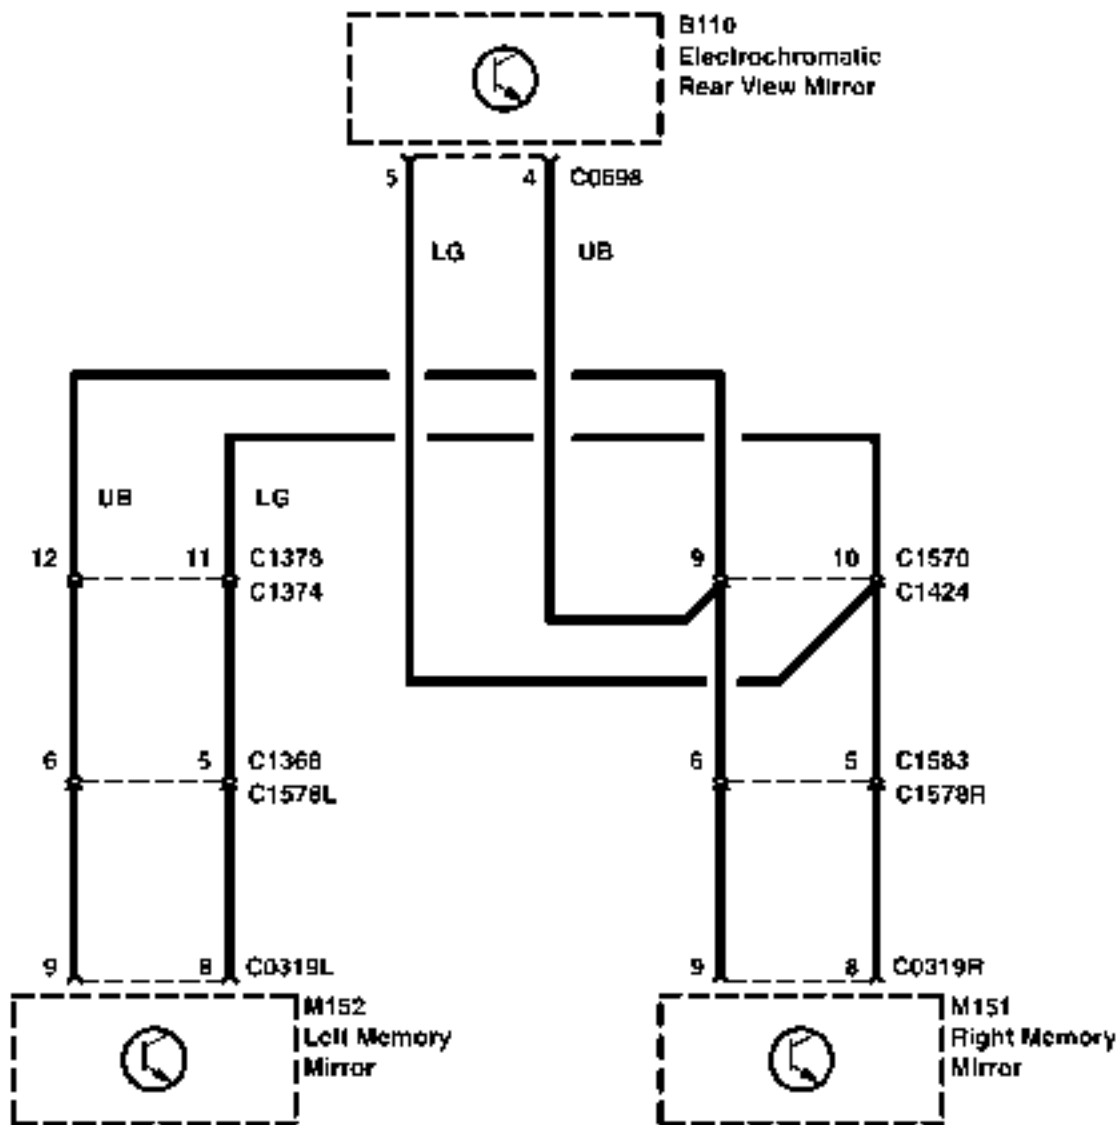 B110
Electrochromatic
Rear View Mirror
5
4
C0698
LG
UB
UB
LG
12
11
C1378
C1374
9
10
C1570
C1424
6
5
C1368
C1578L
6
5
C1583
C1578R
9
8
C0319L
9
8
C0319R
M152
Left Memory
Mirror
M151
Right Memory
Mirror